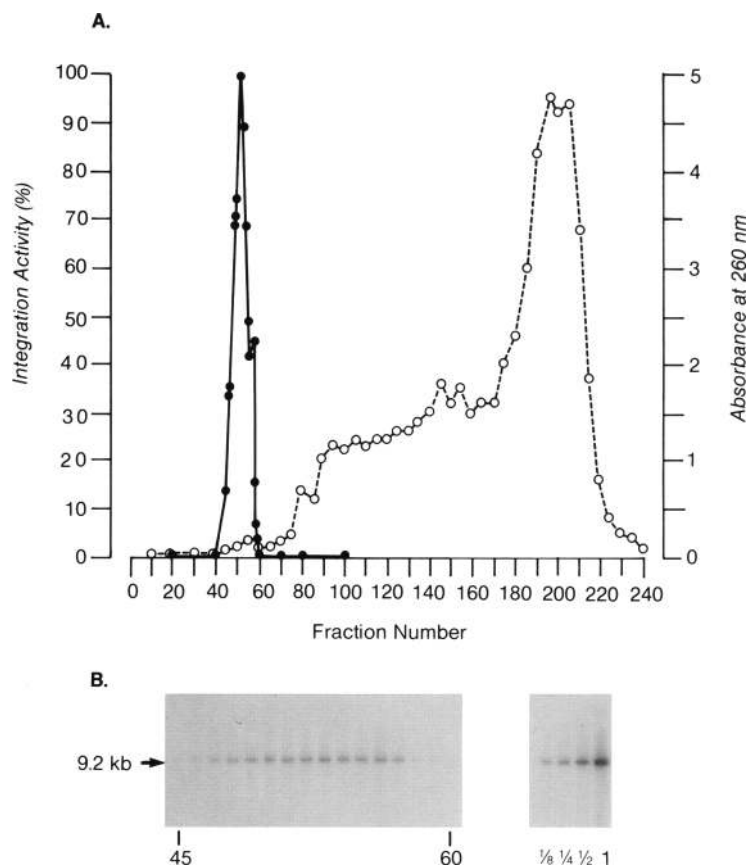 A.
Integration Activity (%)
100
90
80
70
60
50
40
30
20
10
0
5
4
3
2
1
0
Absorbance at 260 nm
0 20 40 60 80 100 120 140 160 180 200 220 240
Fraction Number
B.
9.2 kb
45 60
⅛ ¼ ½ 1